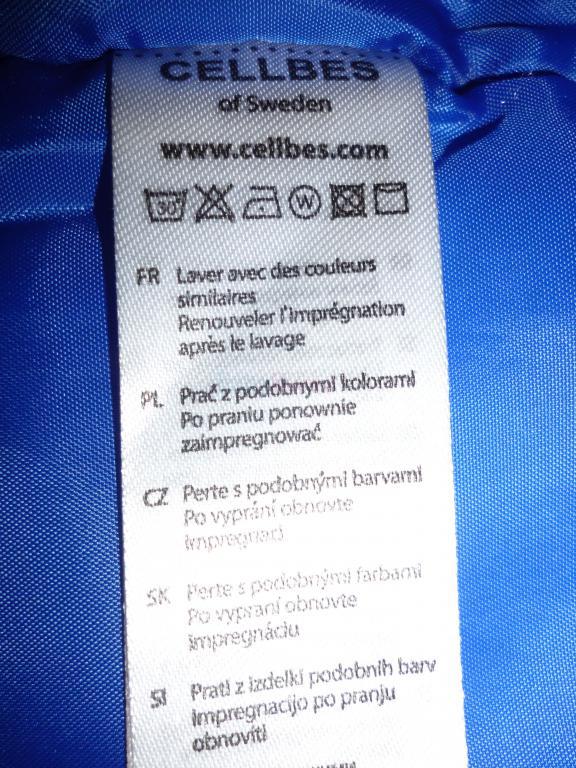 CELLBES
of Sweden
www.cellbes.com
30° W
FR Laver avec des couleurs
similaires
Renouveler l'imprégnation
après le lavage
PL Prać z podobnymi kolorami
Po praniu ponownie
zaimpregnować
CZ Perte s podobnými barvami
Po vyprání obnovte
impregnaci
SK Perte s podobnými farbami
Po vypraní obnovte
impregnáciu
SI Prati z izdelki podobnih barv
Impregnacijo po pranju
obnoviti